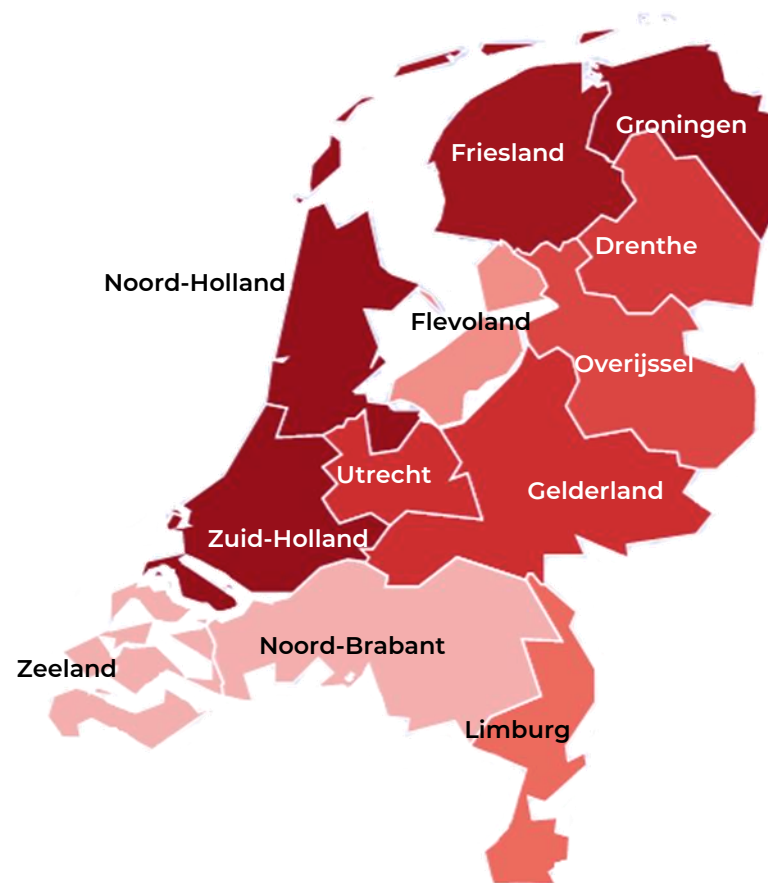 Groningen
Friesland
Drenthe
Noord-Holland
Flevoland
Overijssel
Utrecht
Gelderland
Zuid-Holland
Noord-Brabant
Zeeland
Limburg